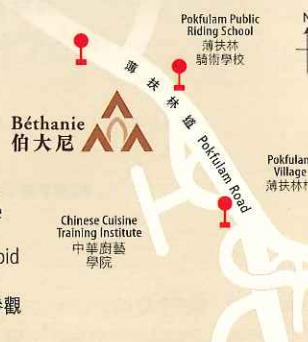 Pokfulam Public
Riding School
薄扶林
騎術學校
薄扶林道 Pokfulam Road
Béthanie
伯大尼
Pokfulam
Village
薄扶林村
Chinese Cuisine
Training Institute
中華廚藝
學院